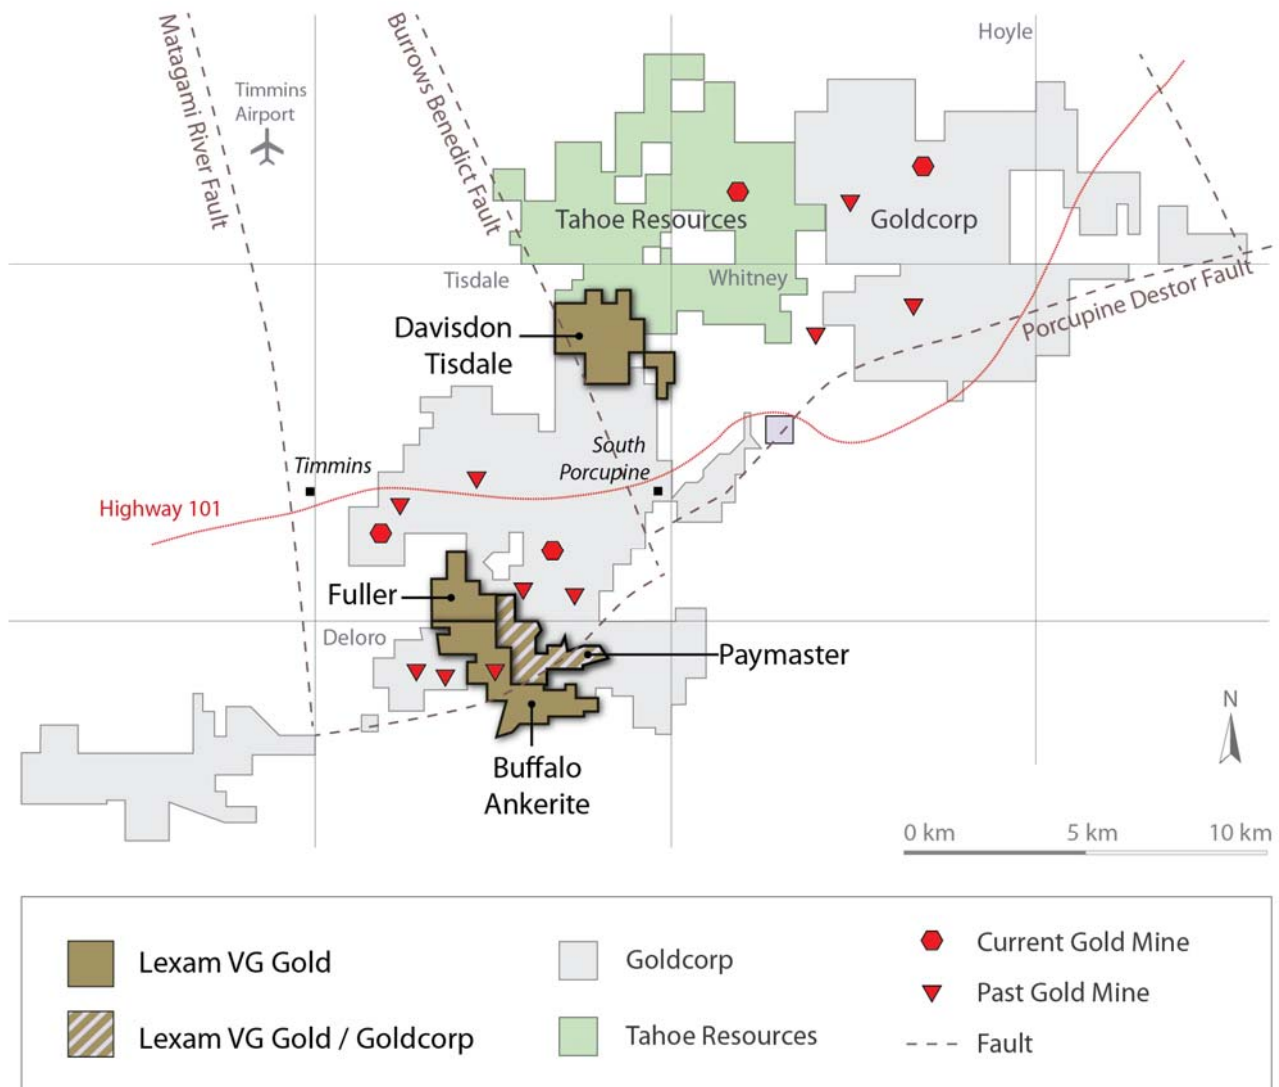 Hoyle
Matagami River Fault
Burrows Benedict Fault
Timmins
Airport
Tahoe Resources
Goldcorp
Tisdale
Whitney
Porcupine Destor Fault
Davisdon
Tisdale
South
Porcupine
Timmins
Highway 101
Fuller
Deloro
Paymaster
N
Buffalo
Ankerite
0 km 5 km 10 km
Lexam VG Gold
Goldcorp
Current Gold Mine
Past Gold Mine
Lexam VG Gold / Goldcorp
Tahoe Resources
Fault